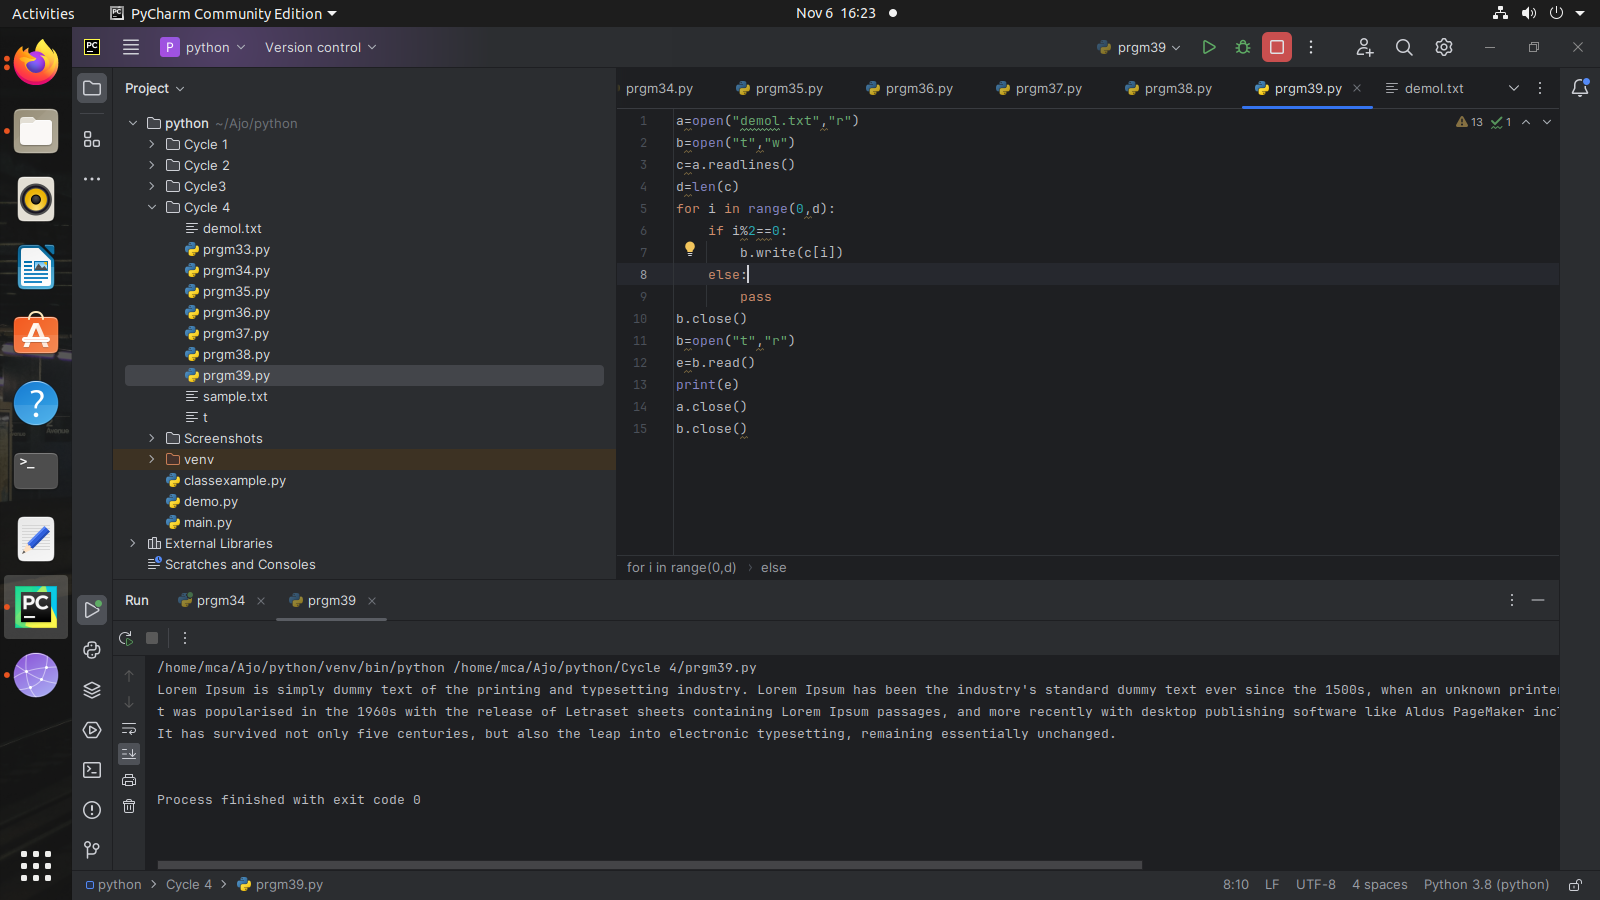 Activities
PyCharm Community Edition
Nov 6 16:23
PC
P python
Version control
prgm39
Project
prgm34.py
prgm35.py
prgm36.py
prgm37.py
prgm38.py
prgm39.py
demol.txt
python ~/Ajo/python
Cycle 1
Cycle 2
Cycle3
Cycle 4
demol.txt
prgm33.py
prgm34.py
prgm35.py
prgm36.py
prgm37.py
prgm38.py
prgm39.py
sample.txt
t
Screenshots
venv
classexample.py
demo.py
main.py
External Libraries
Scratches and Consoles
13 1
1 a=open("demol.txt","r")
2 b=open("t","w")
3 c=a.readlines()
4 d=len(c)
5 for i in range(0,d):
6 if i%2==0:
7 b.write(c[i])
8 else:
9 pass
10 b.close()
11 b=open("t","r")
12 e=b.read()
13 print(e)
14 a.close()
15 b.close()
for i in range(0,d) › else
Run
prgm34
prgm39
/home/mca/Ajo/python/venv/bin/python /home/mca/Ajo/python/Cycle 4/prgm39.py
Lorem Ipsum is simply dummy text of the printing and typesetting industry. Lorem Ipsum has been the industry's standard dummy text ever since the 1500s, when an unknown printe
t was popularised in the 1960s with the release of Letraset sheets containing Lorem Ipsum passages, and more recently with desktop publishing software like Aldus PageMaker incl
It has survived not only five centuries, but also the leap into electronic typesetting, remaining essentially unchanged.
Process finished with exit code 0
PC
python › Cycle 4 › prgm39.py
8:10 LF UTF-8 4 spaces Python 3.8 (python)